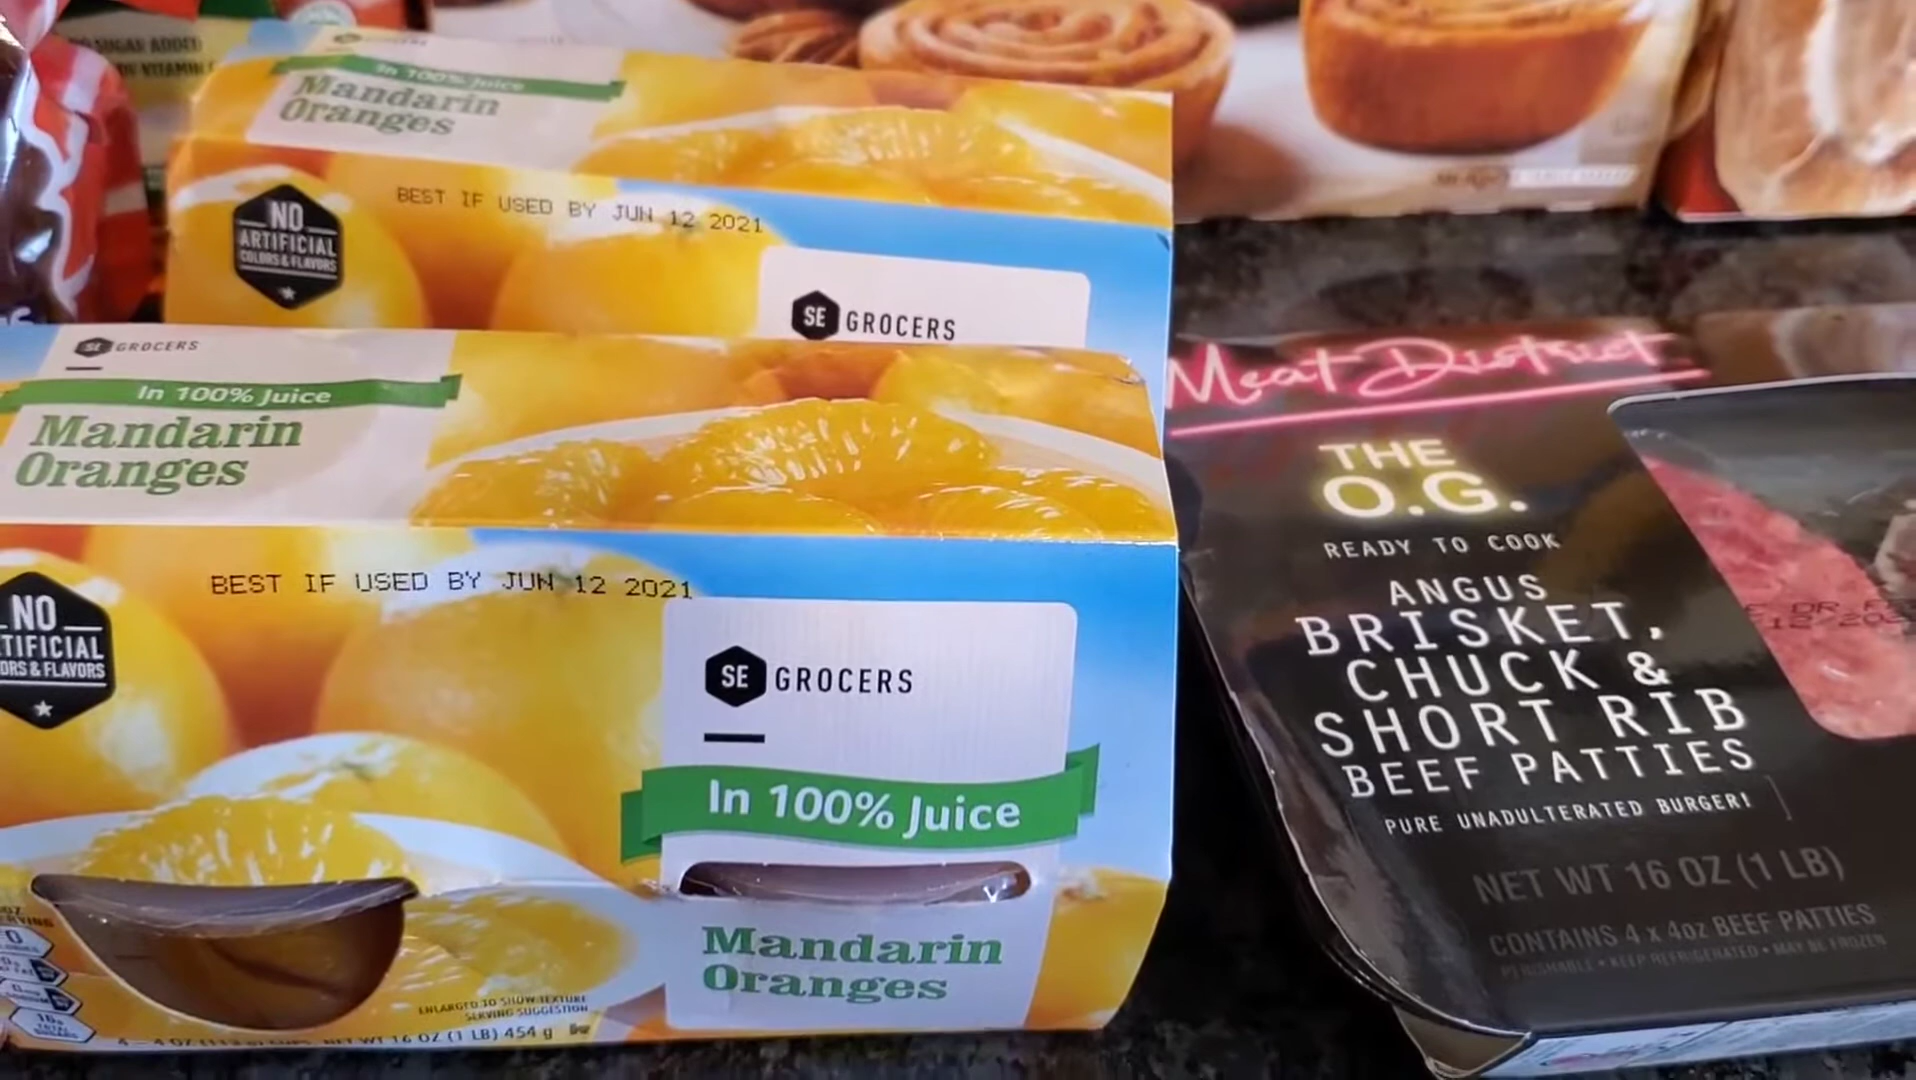 SUGAR ADDED
In 100% Juice
Mandarin
Oranges
BEST IF USED BY JUN 12 2021
NO
ARTIFICIAL
COLORS & FLAVORS
SE GROCERS
SE GROCERS
In 100% Juice
Mandarin
Oranges
BEST IF USED BY JUN 12 2021
NO
TIFICIAL
ORS & FLAVORS
SE GROCERS
In 100% Juice
Mandarin
Oranges
ENLARGED TO SHOW TEXTURE
SERVING SUGGESTION
NET WT 16 OZ (1 LB) 454 g
Meat District
THE
O.G.
READY TO COOK
ANGUS
BRISKET,
CHUCK &
SHORT RIB
BEEF PATTIES
PURE UNADULTERATED BURGER!
NET WT 16 OZ (1 LB)
CONTAINS 4 x 4oz BEEF PATTIES
PERISHABLE • KEEP REFRIGERATED • MAY BE FROZEN